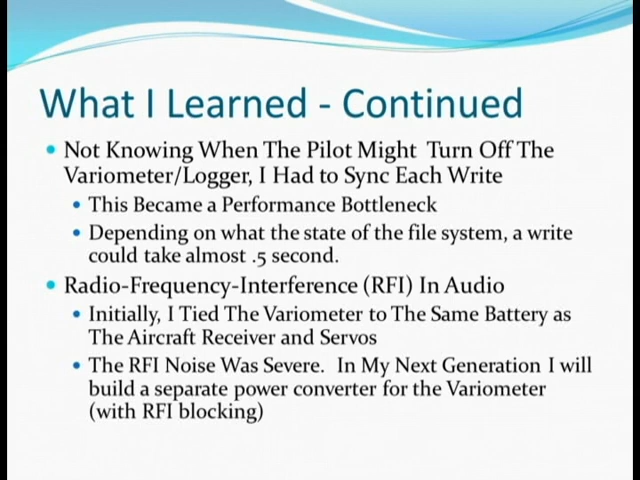 What I Learned - Continued
• Not Knowing When The Pilot Might Turn Off The
Variometer/Logger, I Had to Sync Each Write
• This Became a Performance Bottleneck
• Depending on what the state of the file system, a write
could take almost .5 second.
• Radio-Frequency-Interference (RFI) In Audio
• Initially, I Tied The Variometer to The Same Battery as
The Aircraft Receiver and Servos
• The RFI Noise Was Severe. In My Next Generation I will
build a separate power converter for the Variometer
(with RFI blocking)